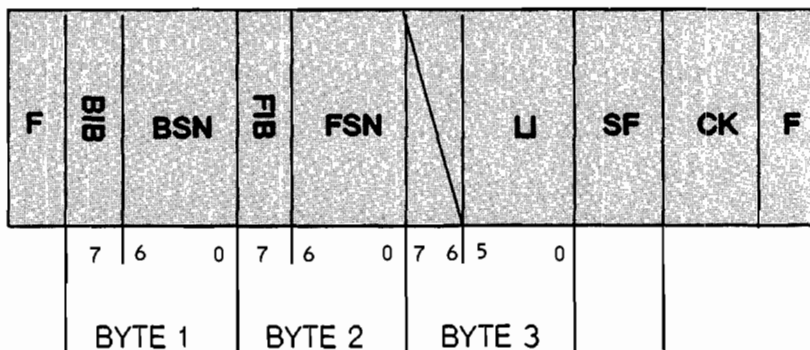 F BIB BSN FIB FSN LI SF CK F
7 6 0 7 6 0 7 6 5 0
BYTE 1 BYTE 2 BYTE 3